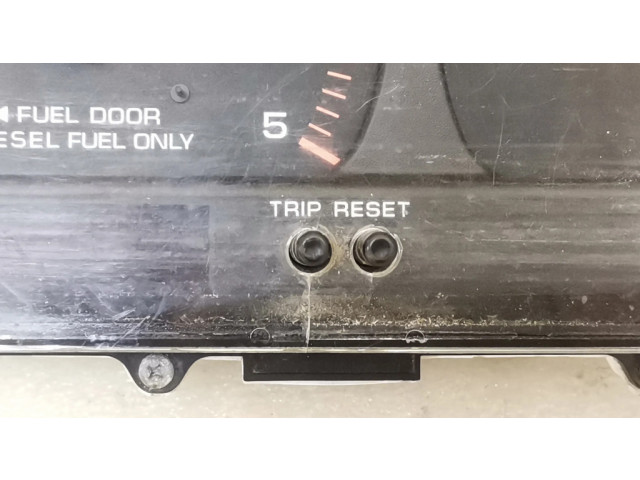 FUEL DOOR
ESEL FUEL ONLY
5
TRIP RESET